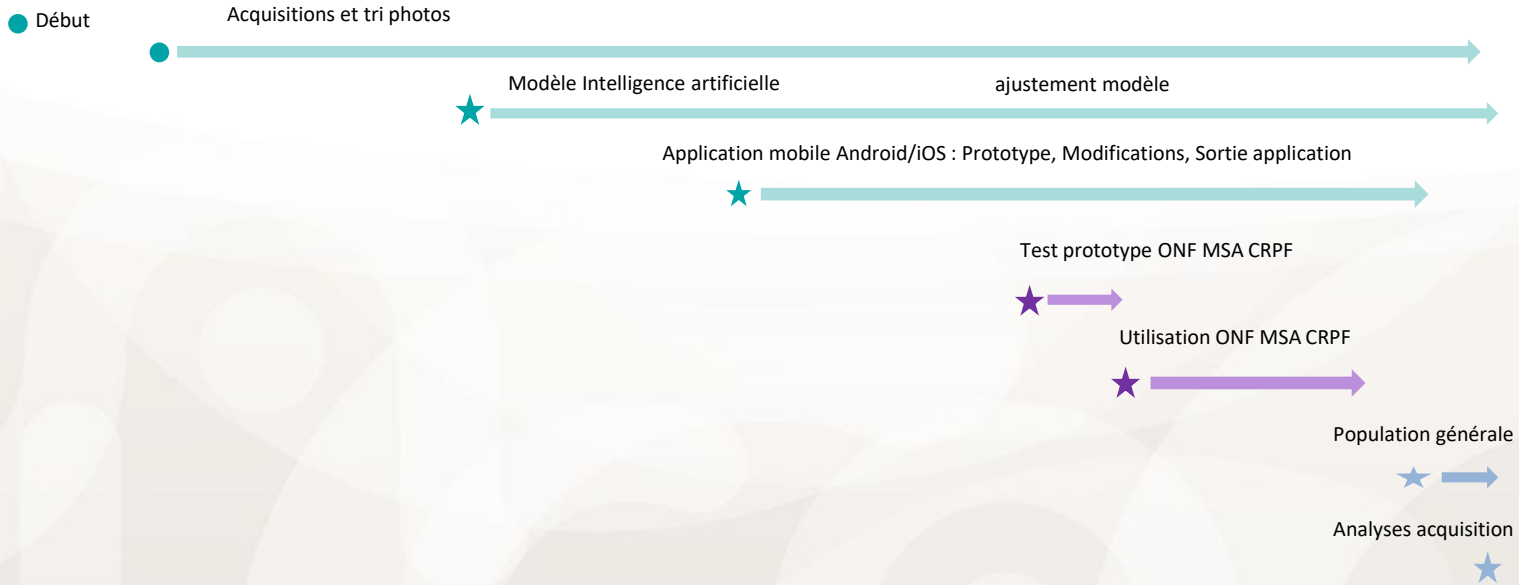 Début
Acquisitions et tri photos
Modèle Intelligence artificielle
ajustement modèle
Application mobile Android/iOS : Prototype, Modifications, Sortie application
Test prototype ONF MSA CRPF
Utilisation ONF MSA CRPF
Population générale
Analyses acquisition